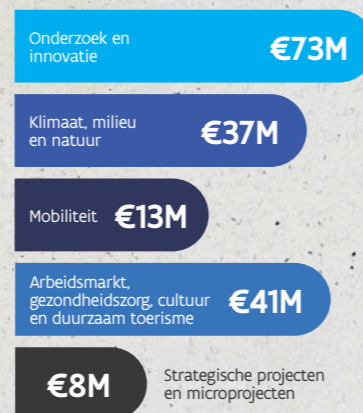 Onderzoek en
innovatie
€73M
Klimaat, milieu
en natuur
€37M
Mobiliteit €13M
Arbeidsmarkt,
gezondheidszorg, cultuur
en duurzaam toerisme
€41M
€8M
Strategische projecten
en microprojecten